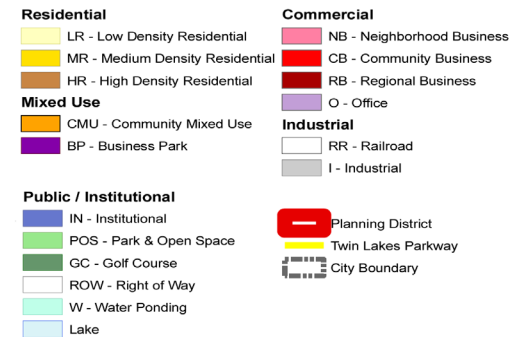 Residential
LR - Low Density Residential
MR - Medium Density Residential
HR - High Density Residential
Mixed Use
CMU - Community Mixed Use
BP - Business Park
Commercial
NB - Neighborhood Business
CB - Community Business
RB - Regional Business
O - Office
Industrial
RR - Railroad
I - Industrial
Public / Institutional
IN - Institutional
POS - Park & Open Space
GC - Golf Course
ROW - Right of Way
W - Water Ponding
Lake
Planning District
Twin Lakes Parkway
City Boundary